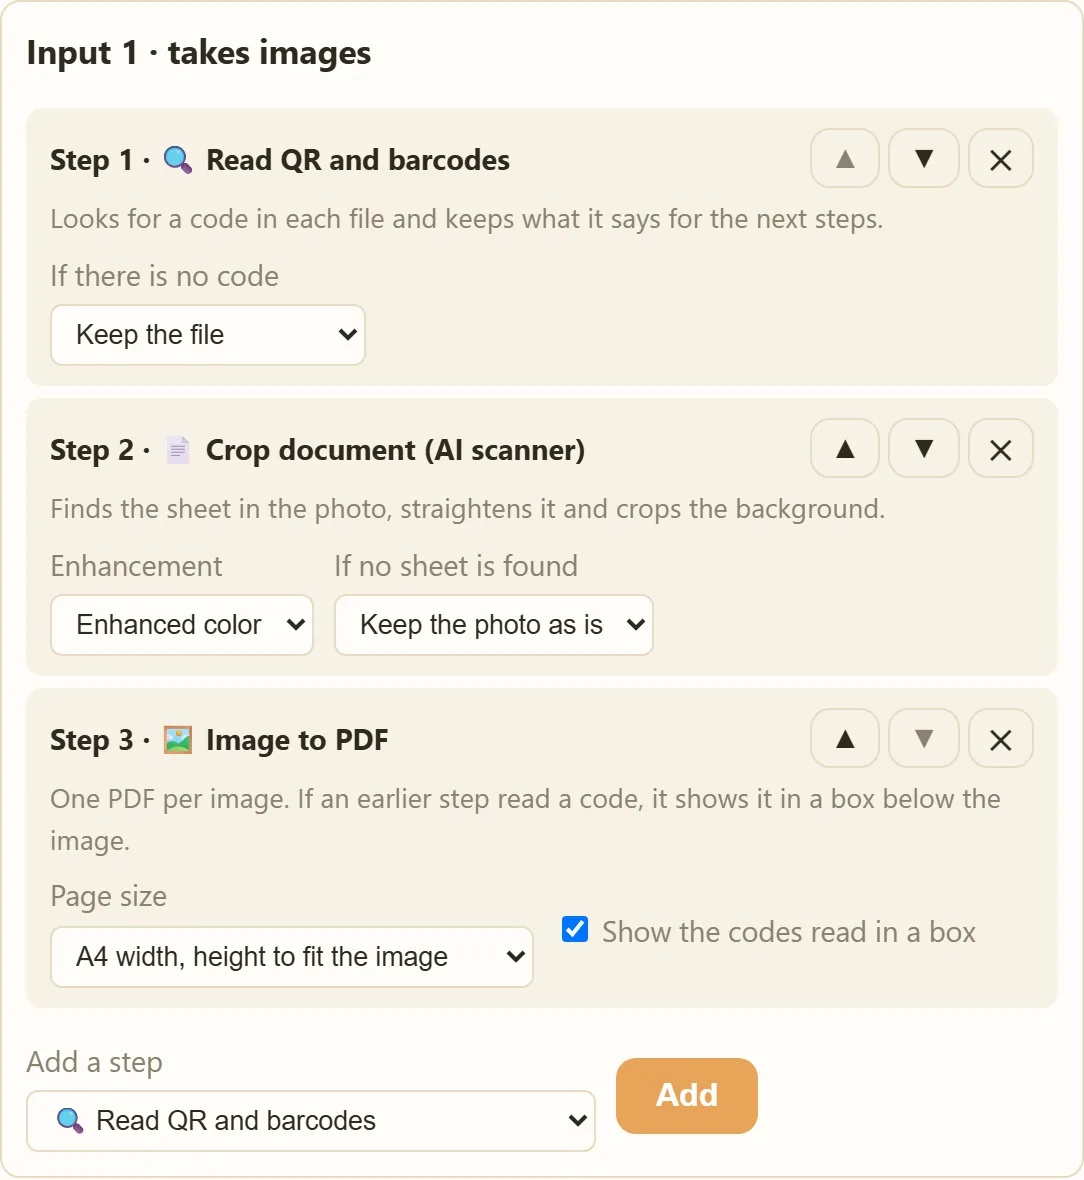 Input 1 · takes images
Step 1 · Read QR and barcodes
Looks for a code in each file and keeps what it says for the next steps.
If there is no code
Keep the file
Step 2 · Crop document (AI scanner)
Finds the sheet in the photo, straightens it and crops the background.
Enhancement If no sheet is found
Enhanced color Keep the photo as is
Step 3 · Image to PDF
One PDF per image. If an earlier step read a code, it shows it in a box below the
image.
Page size
Show the codes read in a box
A4 width, height to fit the image
Add a step
Read QR and barcodes
Add